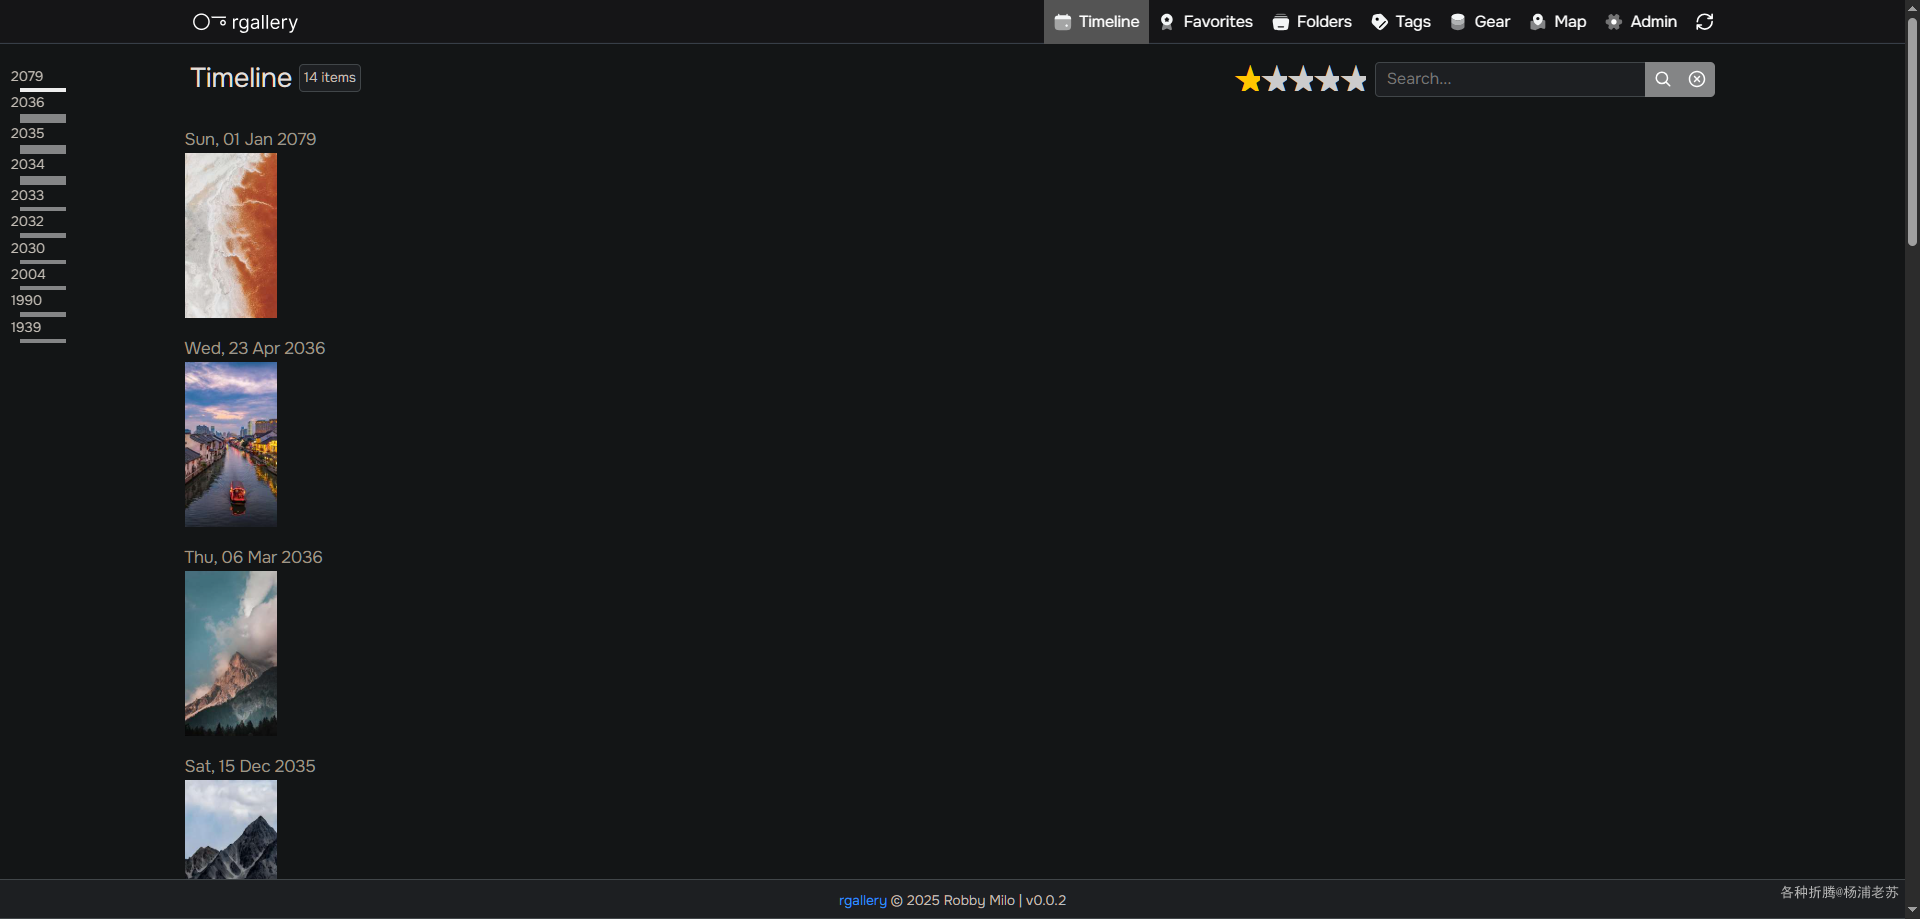 rgallery
Timeline
Favorites
Folders
Tags
Gear
Map
Admin
2079
2036
2035
2034
2033
2032
2030
2004
1990
1939
Timeline 14 items
Search...
Sun, 01 Jan 2079
Wed, 23 Apr 2036
Thu, 06 Mar 2036
Sat, 15 Dec 2035
rgallery © 2025 Robby Milo | v0.0.2
各种折腾@杨浦老苏